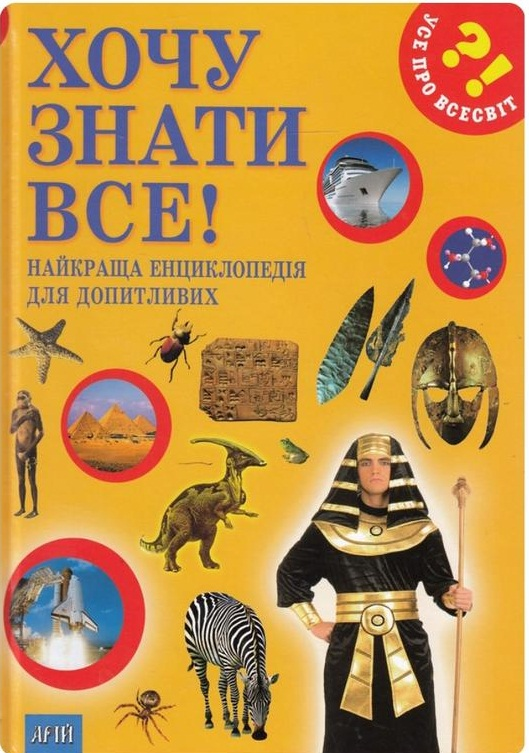 ХОЧУ
ЗНАТИ
ВСЕ!
НАЙКРАЩА ЕНЦИКЛОПЕДІЯ
ДЛЯ ДОПИТЛИВИХ
?!
УСЕ ПРО ВСЕСВІТ
АРІЙ